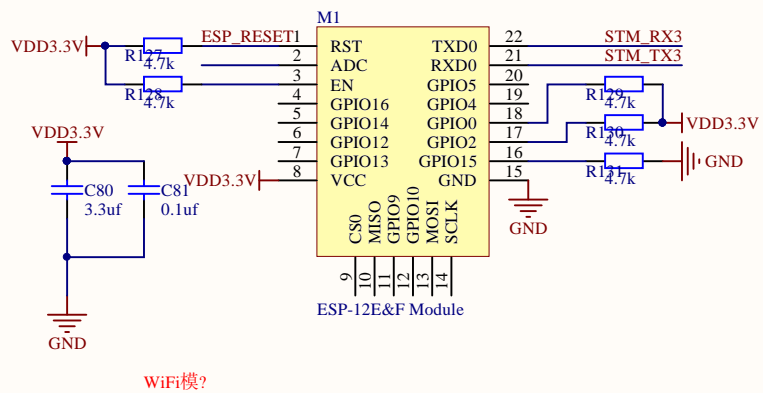 M1
VDD3.3V
R127
4.7k
ESP_RESET
1
RST
TXD0
22
STM_RX3
2
ADC
RXD0
21
STM_TX3
R128
4.7k
3
EN
GPIO5
20
4
GPIO16
GPIO4
19
R129
4.7k
5
GPIO14
GPIO0
18
6
GPIO12
GPIO2
17
R130
4.7k
VDD3.3V
7
GPIO13
GPIO15
16
R131
4.7k
GND
VDD3.3V
8
VCC
GND
15
GND
VDD3.3V
C80
3.3uf
C81
0.1uf
GND
CS0
MISO
GPIO9
GPIO10
MOSI
SCLK
9
10
11
12
13
14
ESP-12E&F Module
WiFi模?